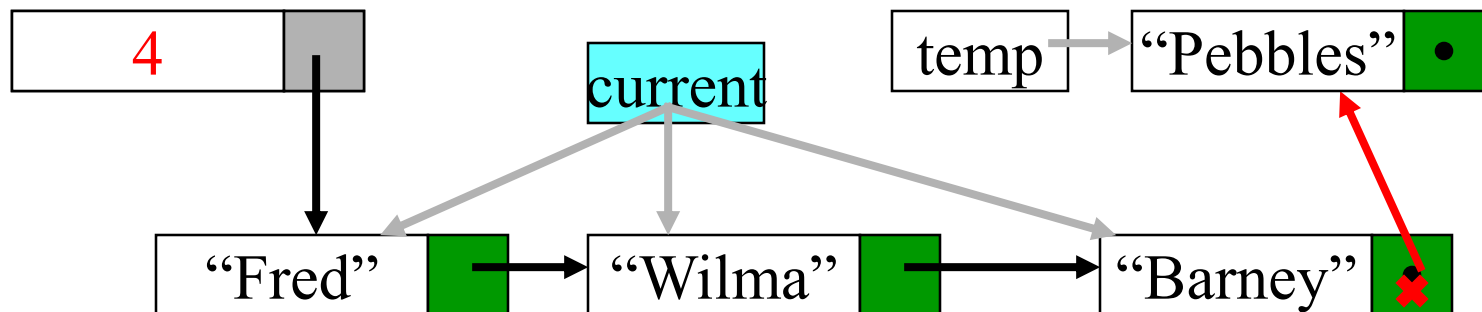 4
current
temp
“Pebbles”
“Fred”
“Wilma”
“Barney”